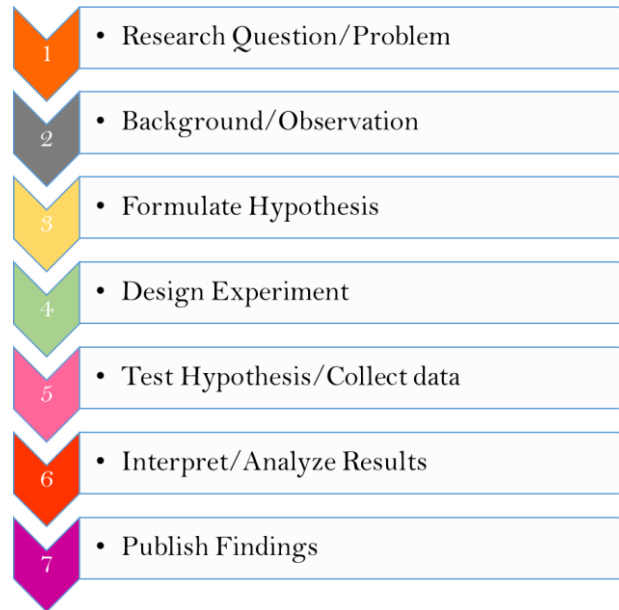 1
• Research Question/Problem
2
• Background/Observation
3
• Formulate Hypothesis
4
• Design Experiment
5
• Test Hypothesis/Collect data
6
• Interpret/Analyze Results
7
• Publish Findings